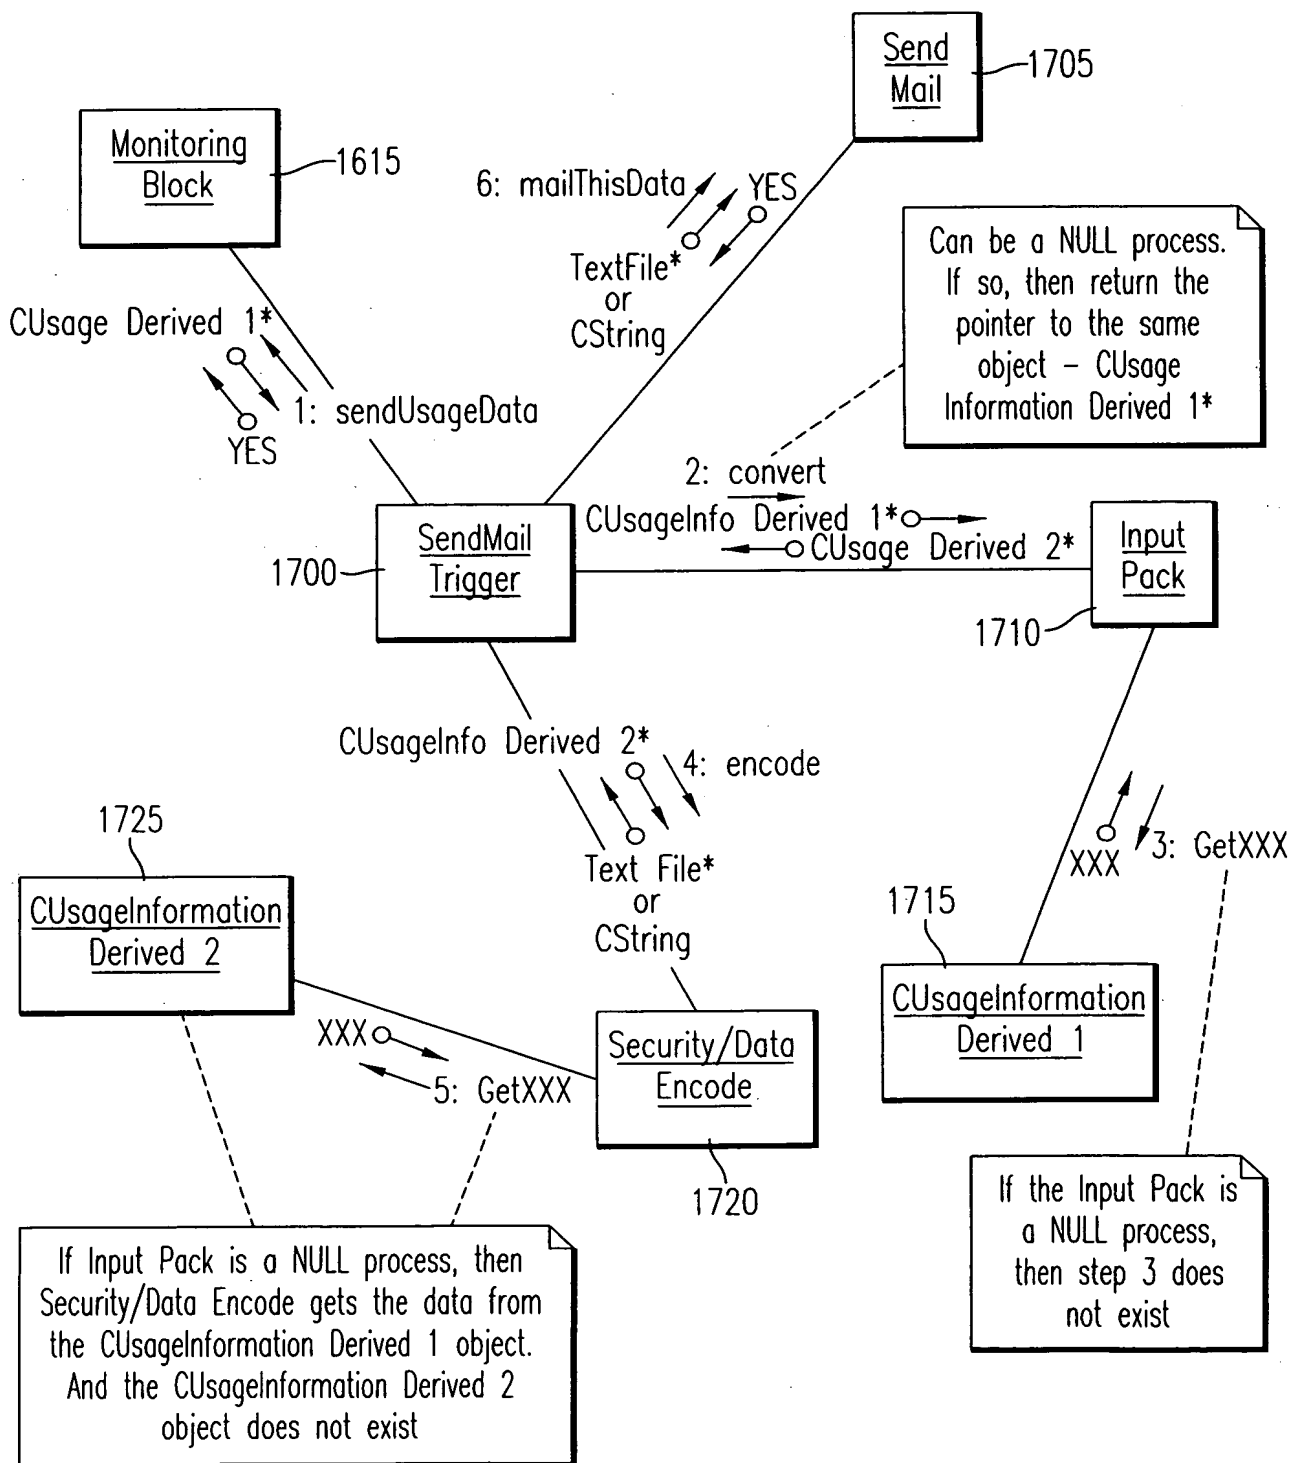 Send
Mail
1705
Monitoring
Block
1615
6: mailThisData
YES
TextFile*
or
CString
Can be a NULL process.
If so, then return the
pointer to the same
object – CUsage
Information Derived 1*
CUsage Derived 1*
1: sendUsageData
YES
2: convert
CUsageInfo Derived 1*
CUsage Derived 2*
SendMail
Trigger
1700
Input
Pack
1710
CUsageInfo Derived 2*
4: encode
Text File*
or
CString
3: GetXXX
XXX
1725
CUsageInformation
Derived 2
1715
CUsageInformation
Derived 1
XXX
5: GetXXX
Security/Data
Encode
1720
If the Input Pack is
a NULL process,
then step 3 does
not exist
If Input Pack is a NULL process, then
Security/Data Encode gets the data from
the CUsageInformation Derived 1 object.
And the CUsageInformation Derived 2
object does not exist